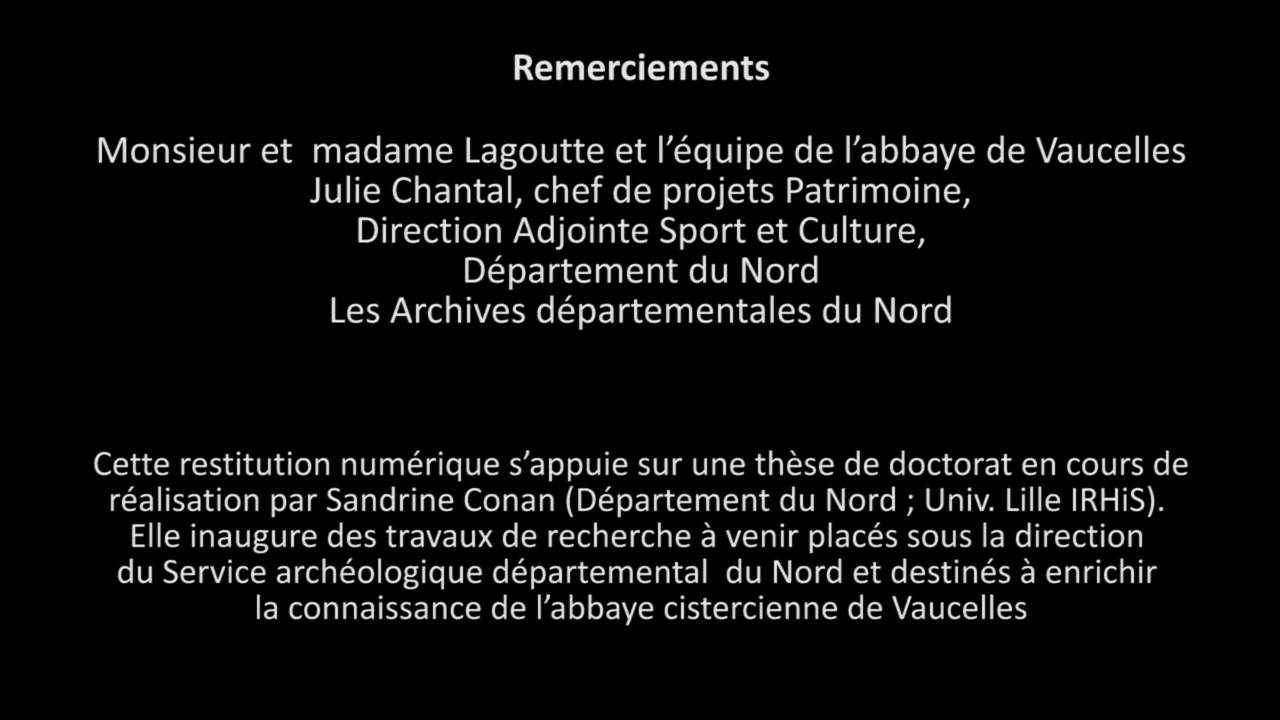 Remerciements
Monsieur et  madame Lagoutte et l’équipe de l’abbaye de Vaucelles
Julie Chantal, chef de projets Patrimoine,
Direction Adjointe Sport et Culture,
Département du Nord
Les Archives départementales du Nord
Cette restitution numérique s’appuie sur une thèse de doctorat en cours de
réalisation par Sandrine Conan (Département du Nord ; Univ. Lille IRHiS).
Elle inaugure des travaux de recherche à venir placés sous la direction
du Service archéologique départemental  du Nord et destinés à enrichir
la connaissance de l’abbaye cistercienne de Vaucelles